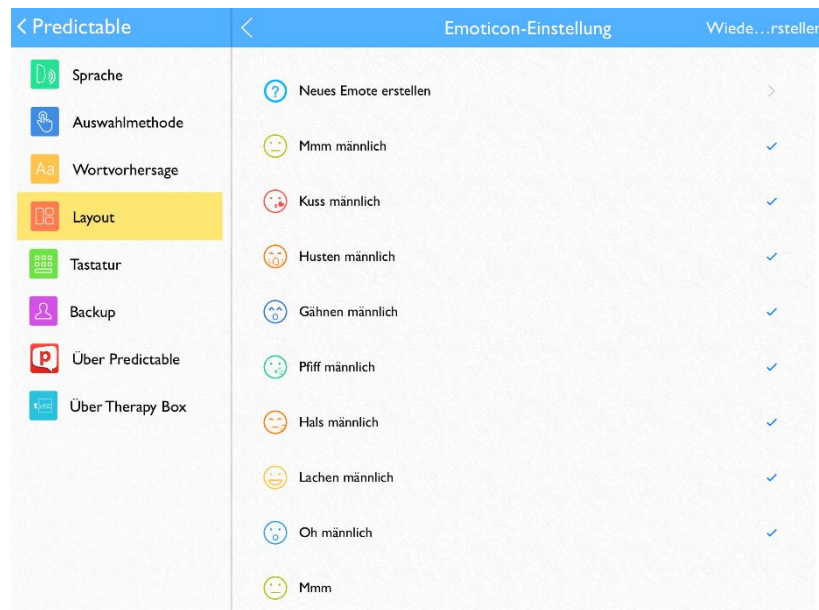 Predictable
Emoticon-Einstellung
Wiede...rsteller
Sprache
Auswahlmethode
Aa
Wortvorhersage
Layout
Tastatur
Backup
p
Über Predictable
Über Therapy Box
Neues Emote erstellen
Mmm männlich
Kuss männlich
Husten männlich
Gähnen männlich
Pfiff männlich
Hals männlich
Lachen männlich
Oh männlich
Mmm